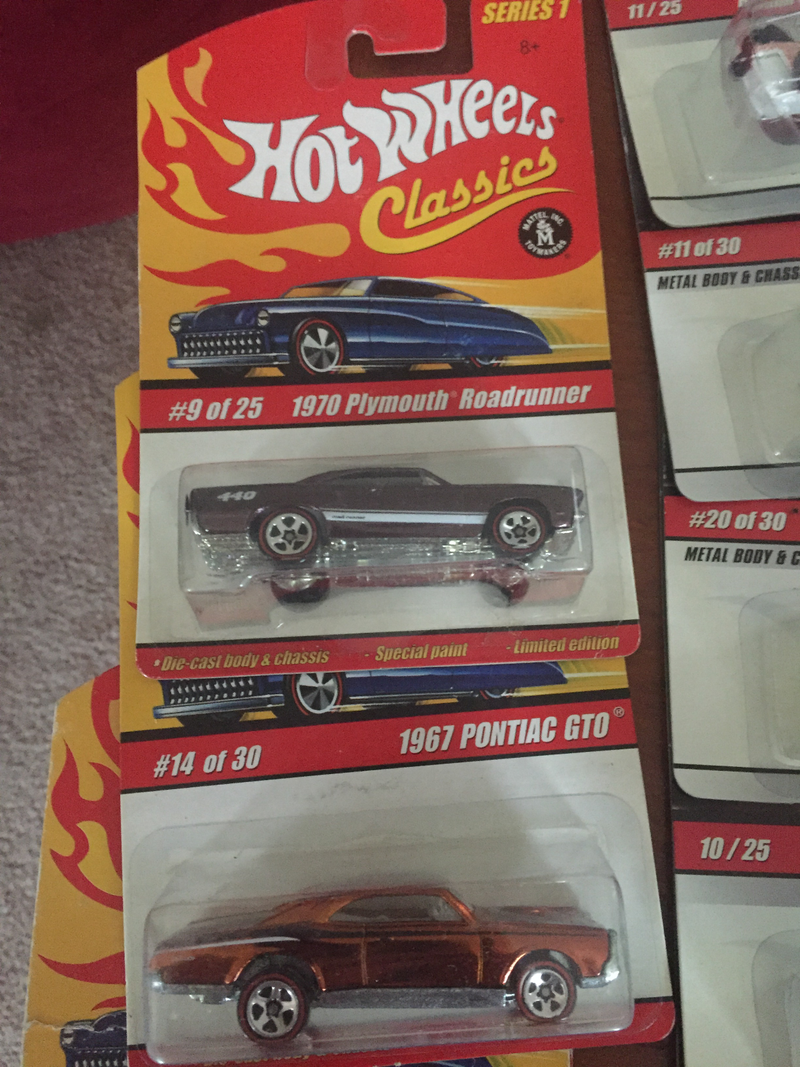 SERIES 1
8+
HOT WHEELS
Classics
MATTEL, INC.
M
TOYMAKERS
#9 of 25 1970 Plymouth® Roadrunner
440
*Die-cast body & chassis - Special paint - Limited edition
#14 of 30 1967 PONTIAC GTO®
11/25
#11 of 30
METAL BODY & CHASS
#20 of 30
METAL BODY & C
10/25